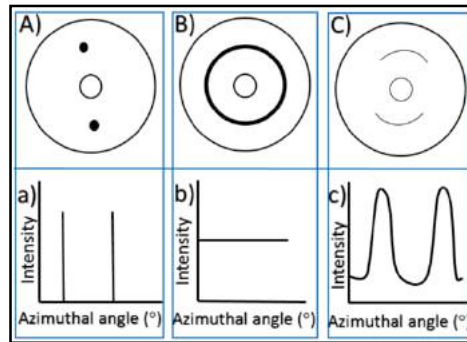 A)
B)
C)
a)
Intensity
Azimuthal angle (°)
b)
Intensity
Azimuthal angle (°)
c)
Intensity
Azimuthal angle (°)